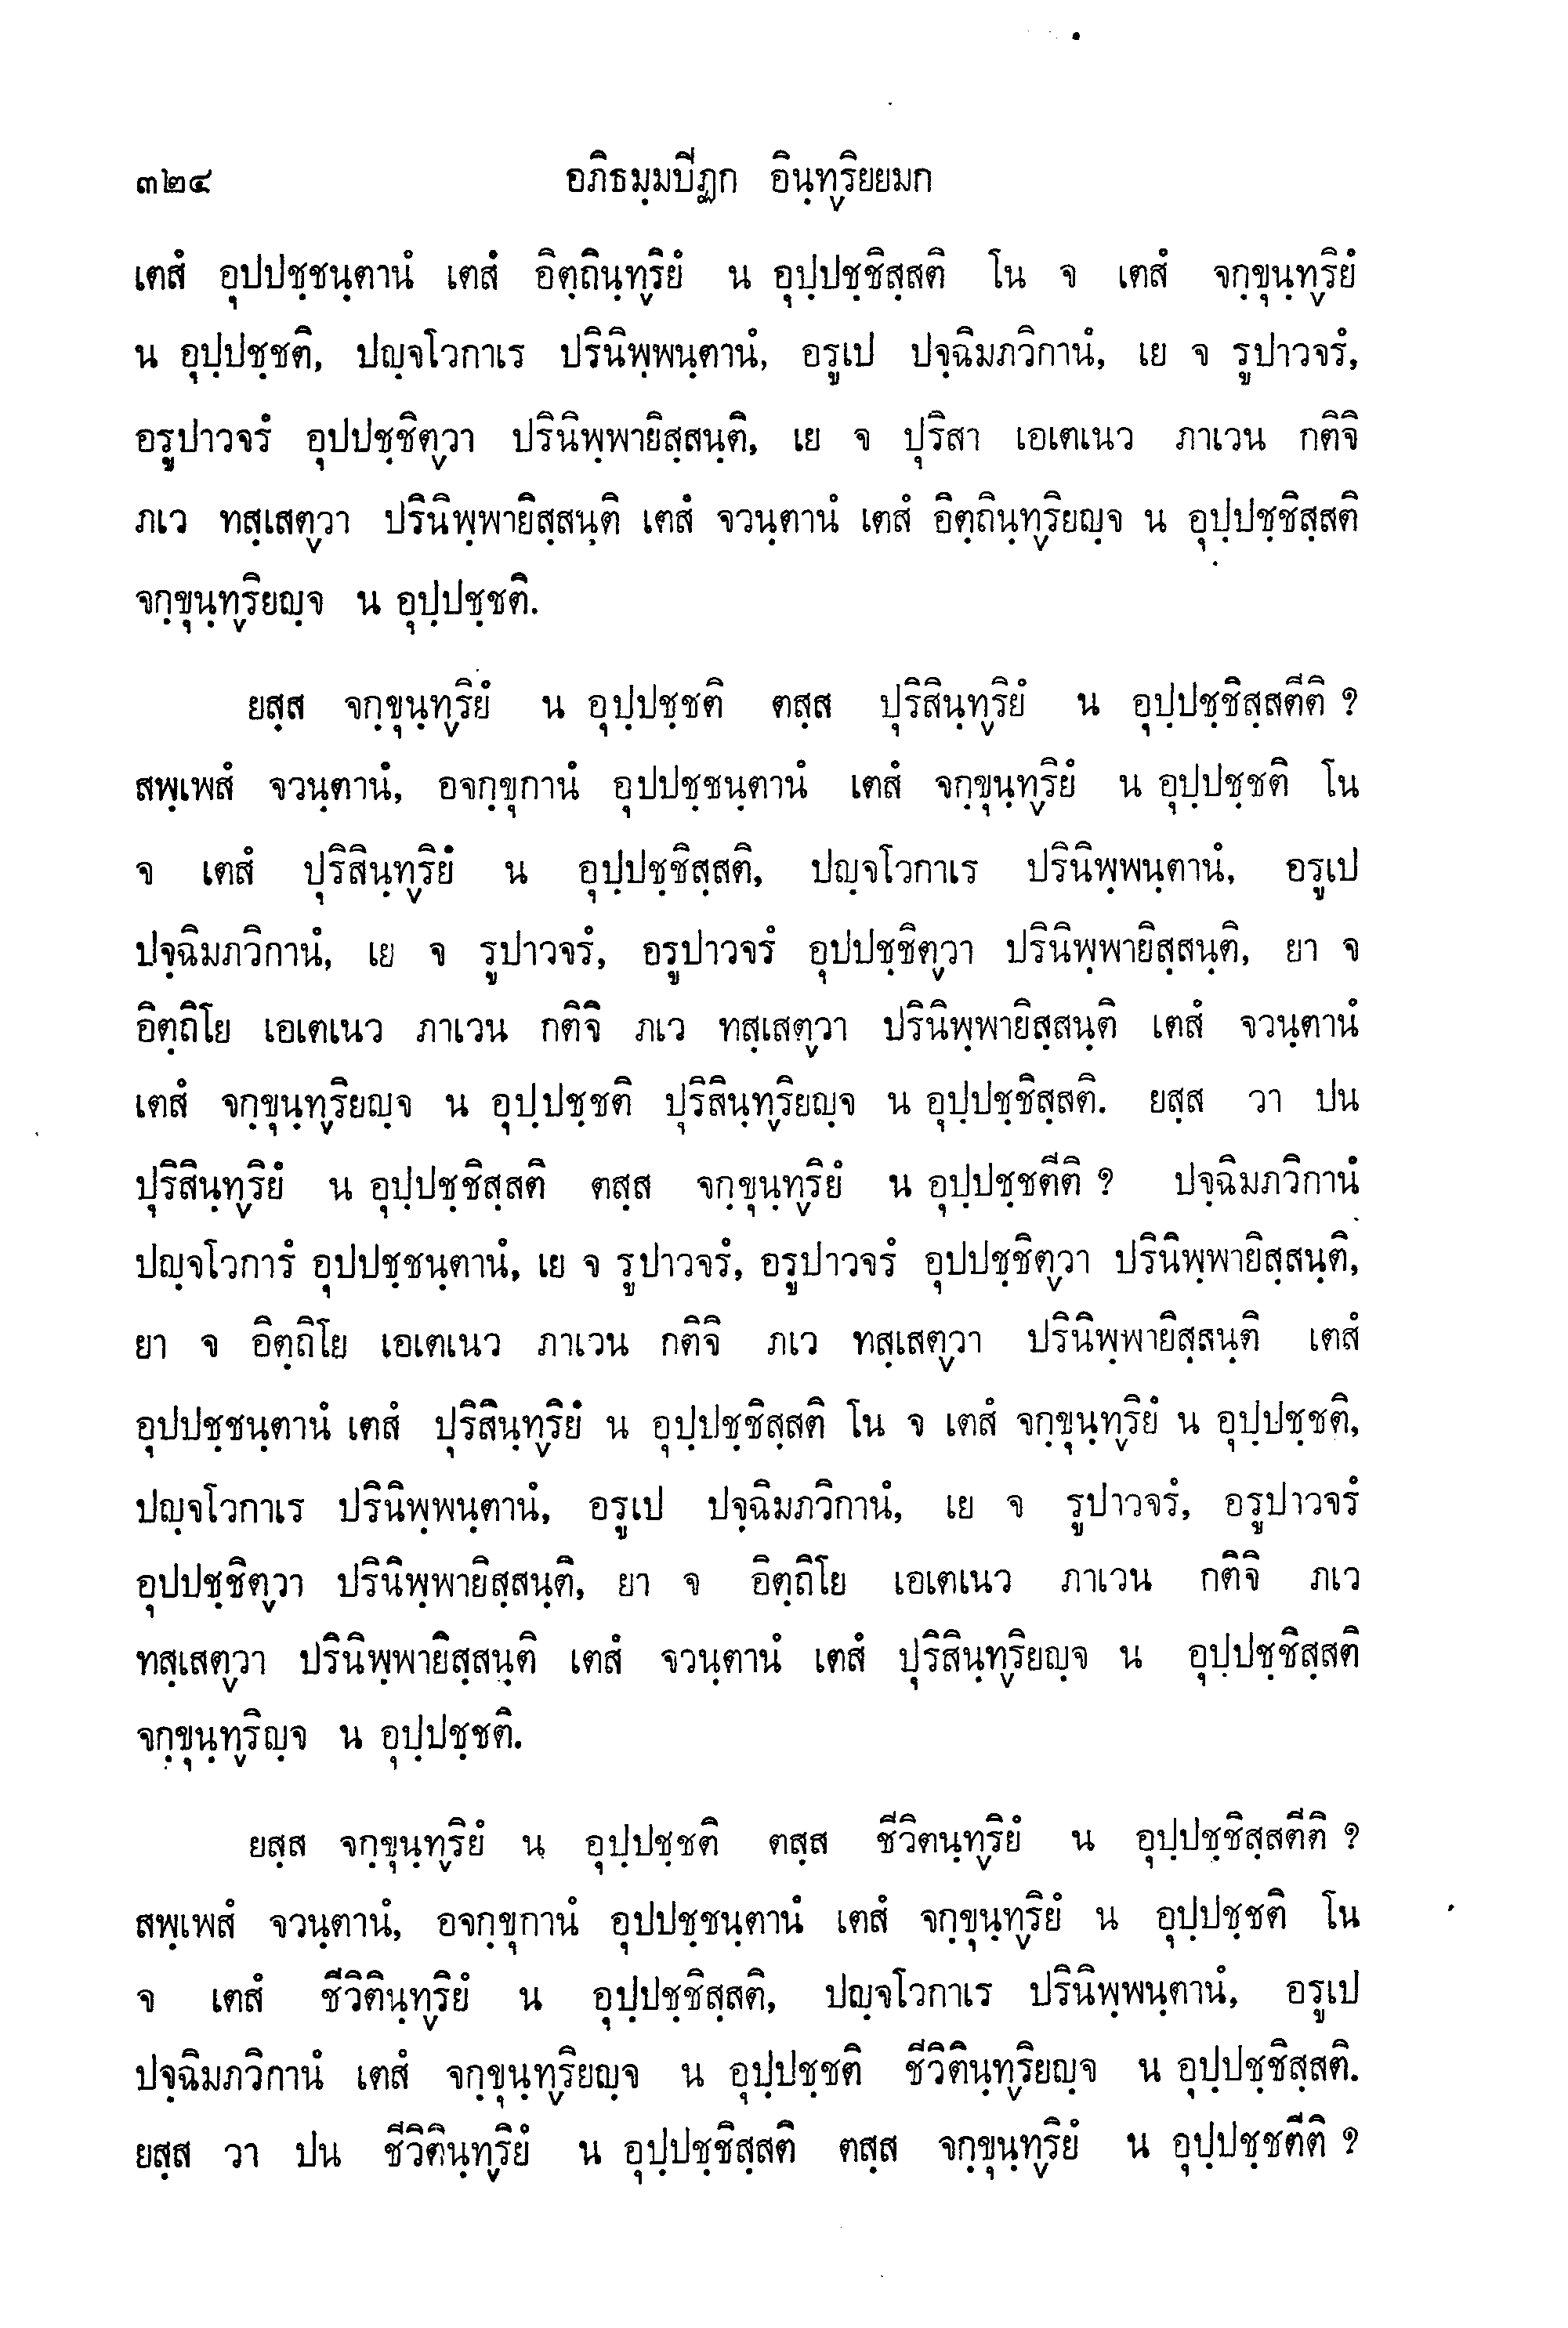 ๓๒๔ อภิธมฺมปีฏก อินฺทฺริยยมก
เตสํ อุปปชฺชนฺตานํ เตสํ อิตฺถินฺทฺริยํ น อุปฺปชฺชิสฺสติ โน จ เตสํ จกฺขุนฺทฺริยํ
น อุปฺปชฺชติ, ปญฺจโวกาเร ปรินิพฺพนฺตานํ, อรูเป ปจฺฉิมภวิกานํ, เย จ รูปาวจรํ,
อรูปาวจรํ อุปปชฺชิตฺวา ปรินิพฺพายิสฺสนฺติ, เย จ ปุริสา เอเตเนว ภาเวน กติจิ
ภเว ทสฺเสตฺวา ปรินิพฺพายิสฺสนฺติ เตสํ จวนฺตานํ เตสํ อิตฺถินฺทฺริยญฺจ น อุปฺปชฺชิสฺสติ
จกฺขุนฺทฺริยญฺจ น อุปฺปชฺชติ.
ยสฺส จกฺขุนฺทฺริยํ น อุปฺปชฺชติ ตสฺส ปุริสินฺทฺริยํ น อุปฺปชฺชิสฺสตีติ ?
สพฺเพสํ จวนฺตานํ, อจกฺขุกานํ อุปปชฺชนฺตานํ เตสํ จกฺขุนฺทฺริยํ น อุปฺปชฺชติ โน
จ เตสํ ปุริสินฺทฺริยํ น อุปฺปชฺชิสฺสติ, ปญฺจโวกาเร ปรินิพฺพนฺตานํ, อรูเป
ปจฺฉิมภวิกานํ, เย จ รูปาวจรํ, อรูปาวจรํ อุปปชฺชิตฺวา ปรินิพฺพายิสฺสนฺติ, ยา จ
อิตฺถิโย เอเตเนว ภาเวน กติจิ ภเว ทสฺเสตฺวา ปรินิพฺพายิสฺสนฺติ เตสํ จวนฺตานํ
เตสํ จกฺขุนฺทฺริยญฺจ น อุปฺปชฺชติ ปุริสินฺทฺริยญฺจ น อุปฺปชฺชิสฺสติ. ยสฺส วา ปน
ปุริสินฺทฺริยํ น อุปฺปชฺชิสฺสติ ตสฺส จกฺขุนฺทฺริยํ น อุปฺปชฺชตีติ ? ปจฺฉิมภวิกานํ
ปญฺจโวการํ อุปปชฺชนฺตานํ, เย จ รูปาวจรํ, อรูปาวจรํ อุปปชฺชิตฺวา ปรินิพฺพายิสฺสนฺติ,
ยา จ อิตฺถิโย เอเตเนว ภาเวน กติจิ ภเว ทสฺเสตฺวา ปรินิพฺพายิสฺสนฺติ เตสํ
อุปปชฺชนฺตานํ เตสํ ปุริสินฺทฺริยํ น อุปฺปชฺชิสฺสติ โน จ เตสํ จกฺขุนฺทฺริยํ น อุปฺปชฺชติ,
ปญฺจโวกาเร ปรินิพฺพนฺตานํ, อรูเป ปจฺฉิมภวิกานํ, เย จ รูปาวจรํ, อรูปาวจรํ
อุปปชฺชิตฺวา ปรินิพฺพายิสฺสนฺติ, ยา จ อิตฺถิโย เอเตเนว ภาเวน กติจิ ภเว
ทสฺเสตฺวา ปรินิพฺพายิสฺสนฺติ เตสํ จวนฺตานํ เตสํ ปุริสินฺทฺริยญฺจ น อุปฺปชฺชิสฺสติ
จกฺขุนฺทฺริญฺจ น อุปฺปชฺชติ.
ยสฺส จกฺขุนฺทฺริยํ น อุปฺปชฺชติ ตสฺส ชีวิตนฺทฺริยํ น อุปฺปชฺชิสฺสตีติ ?
สพฺเพสํ จวนฺตานํ, อจกฺขุกานํ อุปปชฺชนฺตานํ เตสํ จกฺขุนฺทฺริยํ น อุปฺปชฺชติ โน
จ เตสํ ชีวิตินฺทฺริยํ น อุปฺปชฺชิสฺสติ, ปญฺจโวกาเร ปรินิพฺพนฺตานํ, อรูเป
ปจฺฉิมภวิกานํ เตสํ จกฺขุนฺทฺริยญฺจ น อุปฺปชฺชติ ชีวิตินฺทฺริยญฺจ น อุปฺปชฺชิสฺสติ.
ยสฺส วา ปน ชีวิตินฺทฺริยํ น อุปฺปชฺชิสฺสติ ตสฺส จกฺขุนฺทฺริยํ น อุปฺปชฺชตีติ ?